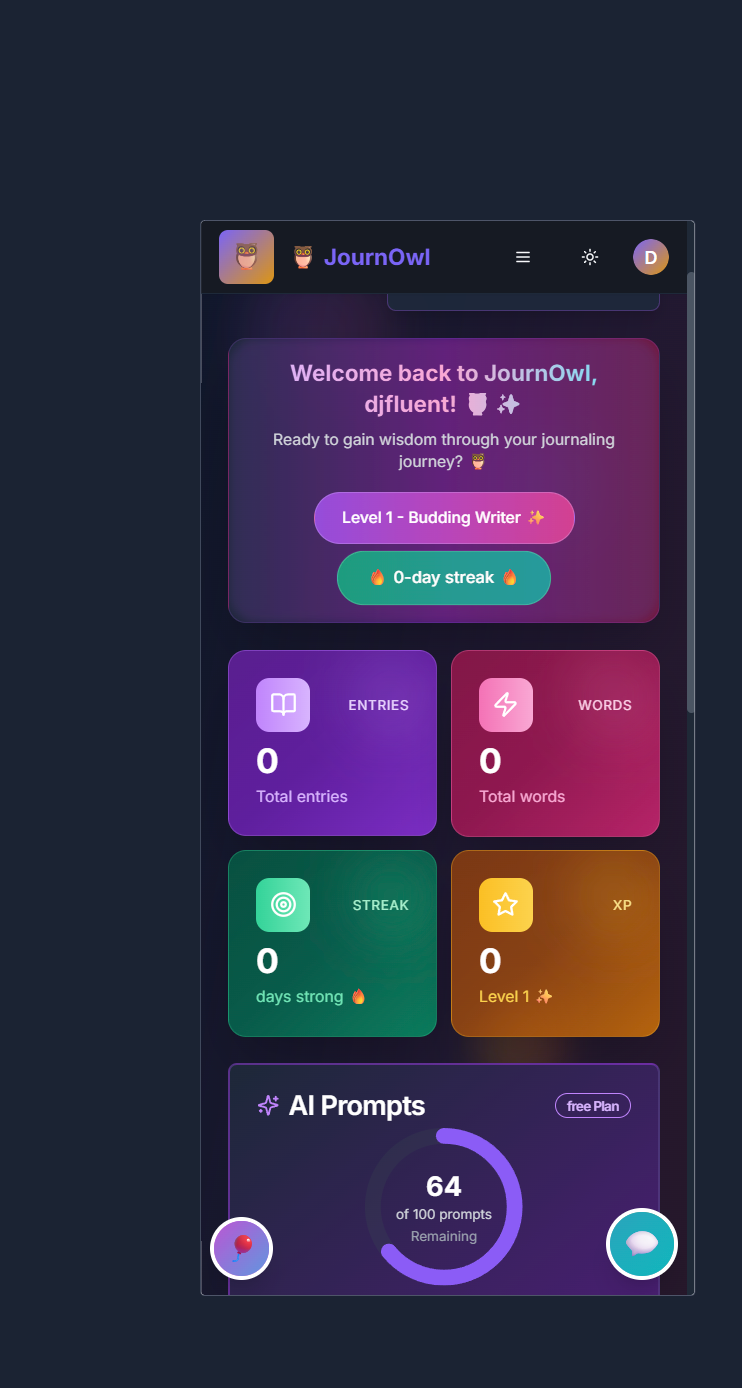 🦉 JournOwl
D
Welcome back to JournOwl,
djfluent! 🦉 ✨
Ready to gain wisdom through your journaling
journey? 🦉
Level 1 - Budding Writer ✨
🔥 0-day streak 🔥
ENTRIES
0
Total entries
WORDS
0
Total words
STREAK
0
days strong 🔥
XP
0
Level 1 ✨
AI Prompts
free Plan
64
of 100 prompts
Remaining